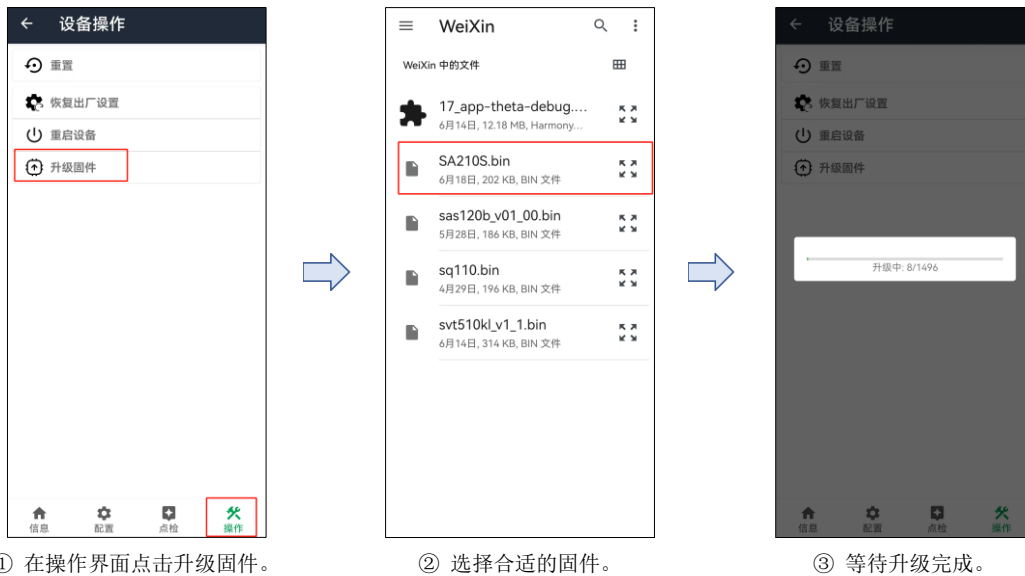 设备操作
重置
恢复出厂设置
重启设备
升级固件
信息
配置
点检
操作
① 在操作界面点击升级固件。
WeiXin
WeiXin 中的文件
17_app-theta-debug....
6月14日, 12.18 MB, Harmony...
SA210S.bin
6月18日, 202 KB, BIN 文件
sas120b_v01_00.bin
5月28日, 186 KB, BIN 文件
sq110.bin
4月29日, 196 KB, BIN 文件
svt510kl_v1_1.bin
6月14日, 314 KB, BIN 文件
② 选择合适的固件。
设备操作
重置
恢复出厂设置
重启设备
升级固件
升级中: 8/1496
信息
配置
点检
操作
③ 等待升级完成。